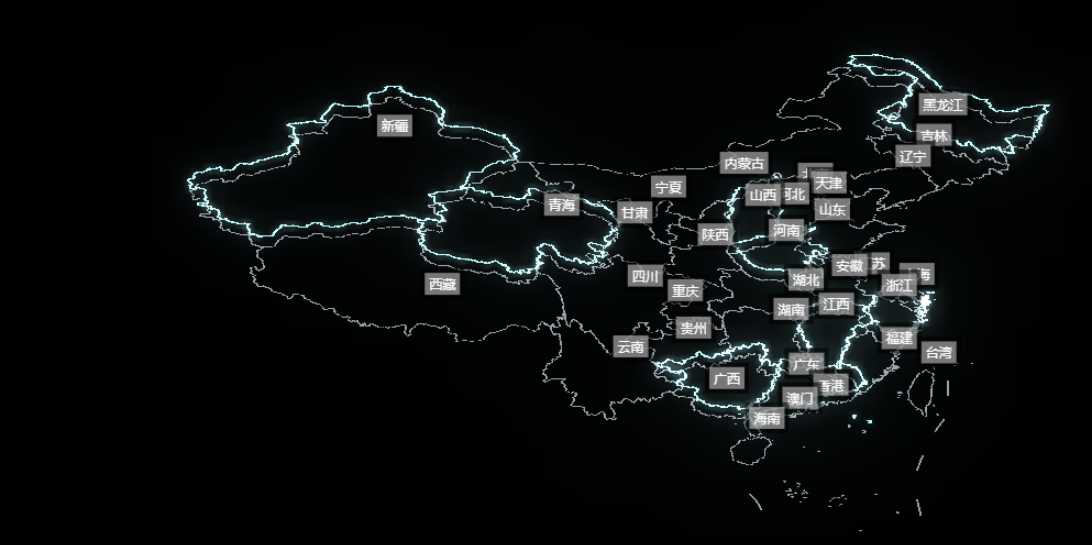 黑龙江
新疆
吉林
辽宁
内蒙古
天津
宁夏
山西
河北
青海
山东
甘肃
河南
陕西
安徽
苏
海
四川
西藏
湖北
浙江
重庆
江西
湖南
贵州
福建
云南
台湾
广东
广西
香港
澳门
海南